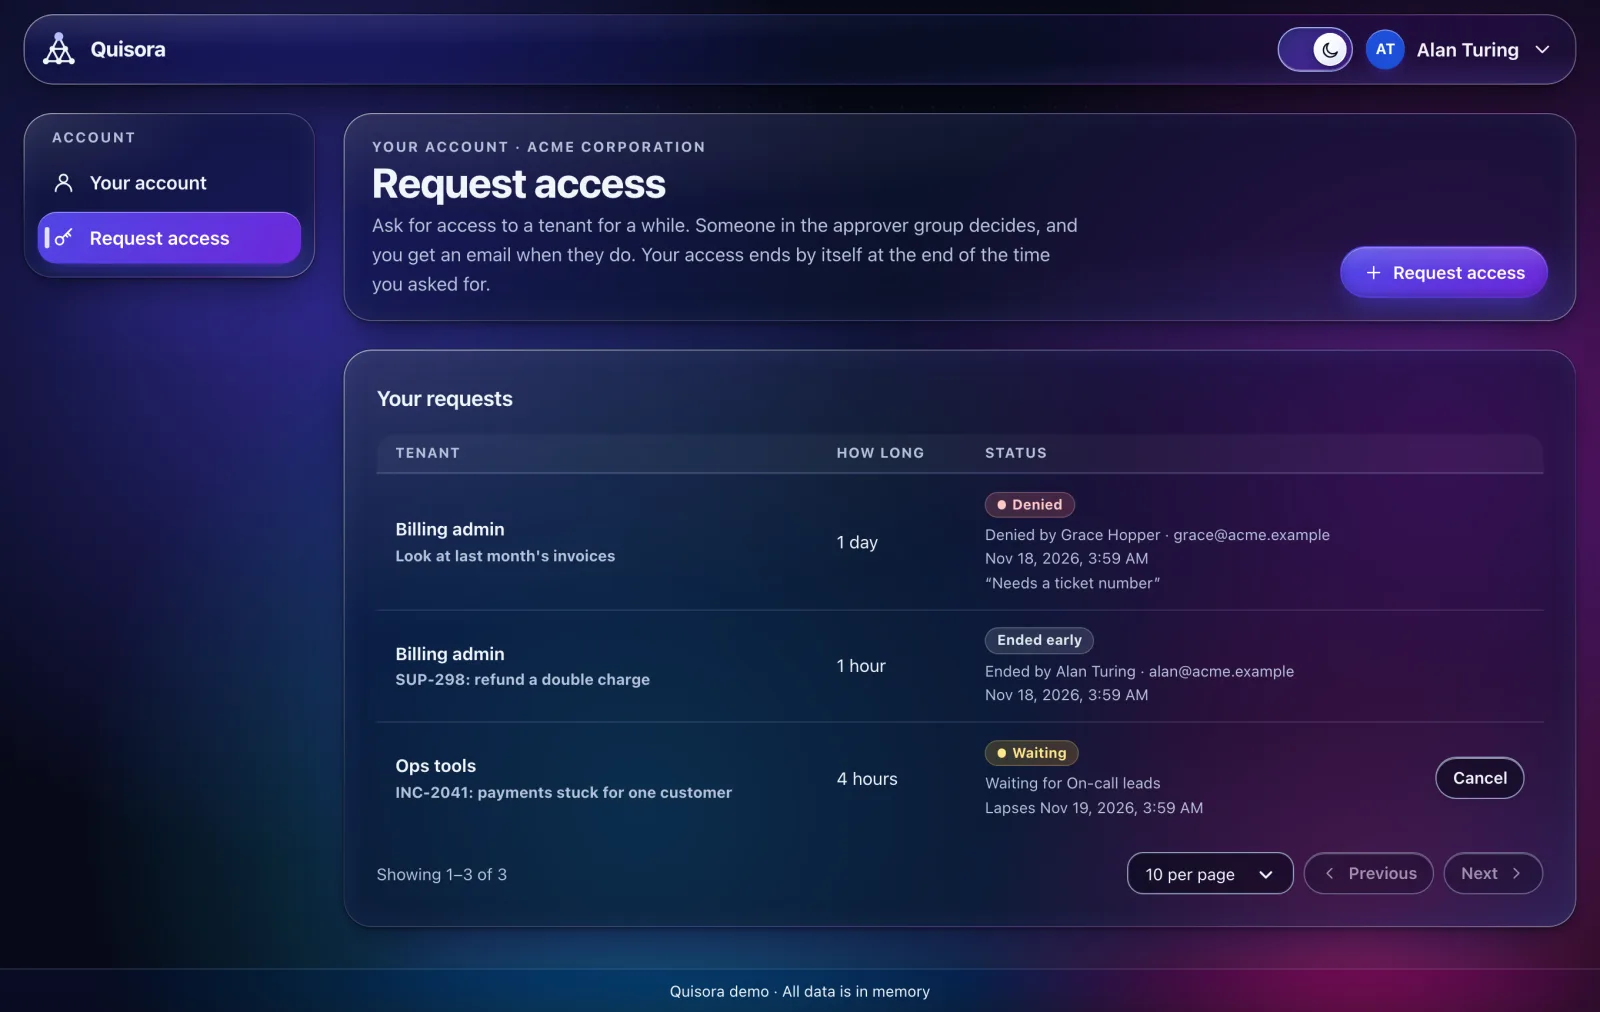 Quisora
AT
Alan Turing
ACCOUNT
Your account
Request access
YOUR ACCOUNT · ACME CORPORATION
Request access
Ask for access to a tenant for a while. Someone in the approver group decides, and
you get an email when they do. Your access ends by itself at the end of the time
you asked for.
Request access
Your requests
TENANT
HOW LONG
STATUS
Billing admin
Look at last month's invoices
1 day
Denied
Denied by Grace Hopper · grace@acme.example
Nov 18, 2026, 3:59 AM
“Needs a ticket number”
Billing admin
SUP-298: refund a double charge
1 hour
Ended early
Ended by Alan Turing · alan@acme.example
Nov 18, 2026, 3:59 AM
Ops tools
INC-2041: payments stuck for one customer
4 hours
Waiting
Waiting for On-call leads
Lapses Nov 19, 2026, 3:59 AM
Cancel
Showing 1–3 of 3
10 per page
Previous
Next
Quisora demo · All data is in memory